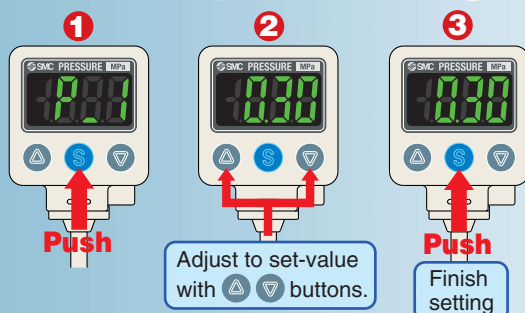 1
SMC PRESSURE MPa
P_1
S
Push
2
SMC PRESSURE MPa
0.30
S
Adjust to set-value
with △ ▽ buttons.
3
SMC PRESSURE MPa
0.30
S
Push
Finish
setting